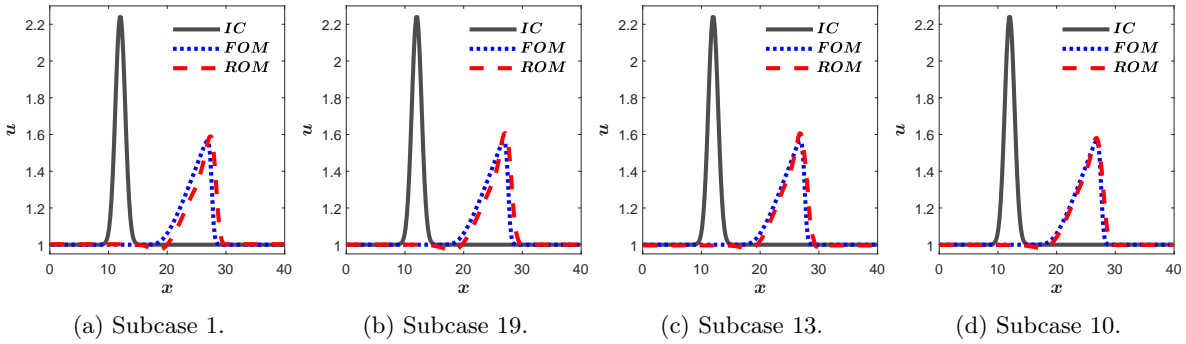 2.2
2
1.8
1.6
1.4
1.2
1
0 10 20 30 40
u
x
IC
FOM
ROM
(a) Subcase 1.
2.2
2
1.8
1.6
1.4
1.2
1
0 10 20 30 40
u
x
IC
FOM
ROM
(b) Subcase 19.
2.2
2
1.8
1.6
1.4
1.2
1
0 10 20 30 40
u
x
IC
FOM
ROM
(c) Subcase 13.
2.2
2
1.8
1.6
1.4
1.2
1
0 10 20 30 40
u
x
IC
FOM
ROM
(d) Subcase 10.